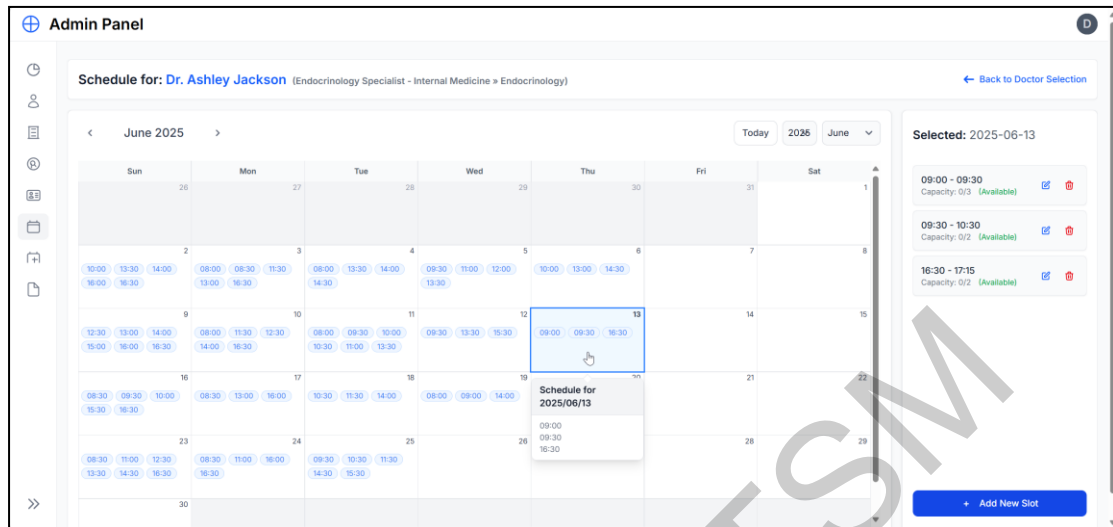 Admin Panel
D
Schedule for: Dr. Ashley Jackson (Endocrinology Specialist - Internal Medicine » Endocrinology)
← Back to Doctor Selection
‹ June 2025 ›
Today 2025 June
Sun Mon Tue Wed Thu Fri Sat
26 27 28 29 30 31 1
2 3 4 5 6 7 8
10:00 13:30 14:00 08:00 08:30 11:30 08:00 13:30 14:00 09:30 11:00 12:00 10:00 13:00 14:30
16:00 16:30 13:00 16:30 14:30 13:30
9 10 11 12 13 14 15
12:30 13:00 14:00 08:00 11:30 12:30 08:00 09:30 10:00 09:30 13:30 15:30 09:00 09:30 16:30
15:00 16:00 16:30 14:00 16:30 10:30 11:00 13:30
16 17 18 19 20 21 22
08:30 09:30 10:00 08:30 13:00 16:00 10:30 11:30 14:00 08:00 09:00 14:00
15:30 16:30
Schedule for
2025/06/13
09:00
09:30
16:30
23 24 25 26 28 29
08:30 11:00 12:30 08:30 11:00 16:00 09:30 10:30 11:30
13:30 14:30 16:30 16:30 14:30 15:30
30
Selected: 2025-06-13
09:00 - 09:30
Capacity: 0/3 (Available)
09:30 - 10:30
Capacity: 0/2 (Available)
16:30 - 17:15
Capacity: 0/2 (Available)
+ Add New Slot
TSM